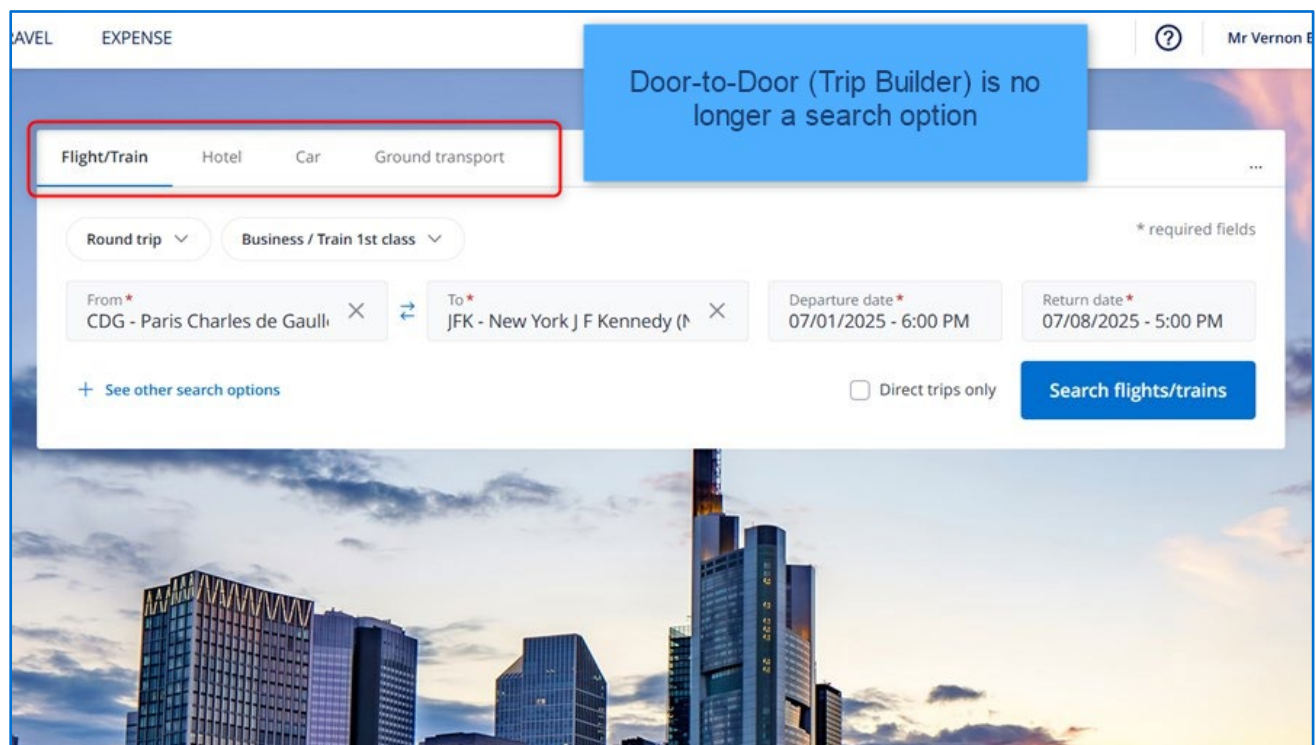 EXPENSE
Mr Vernon
Door-to-Door (Trip Builder) is no
longer a search option
Flight/Train Hotel Car Ground transport
...
Round trip Business / Train 1st class
* required fields
From * To * Departure date * Return date *
CDG - Paris Charles de JFK - New York J F Kennedy 07/01/2025 - 6:00 PM 07/08/2025 - 5:00 PM
+ See other search options Direct trips only Search flights/trains